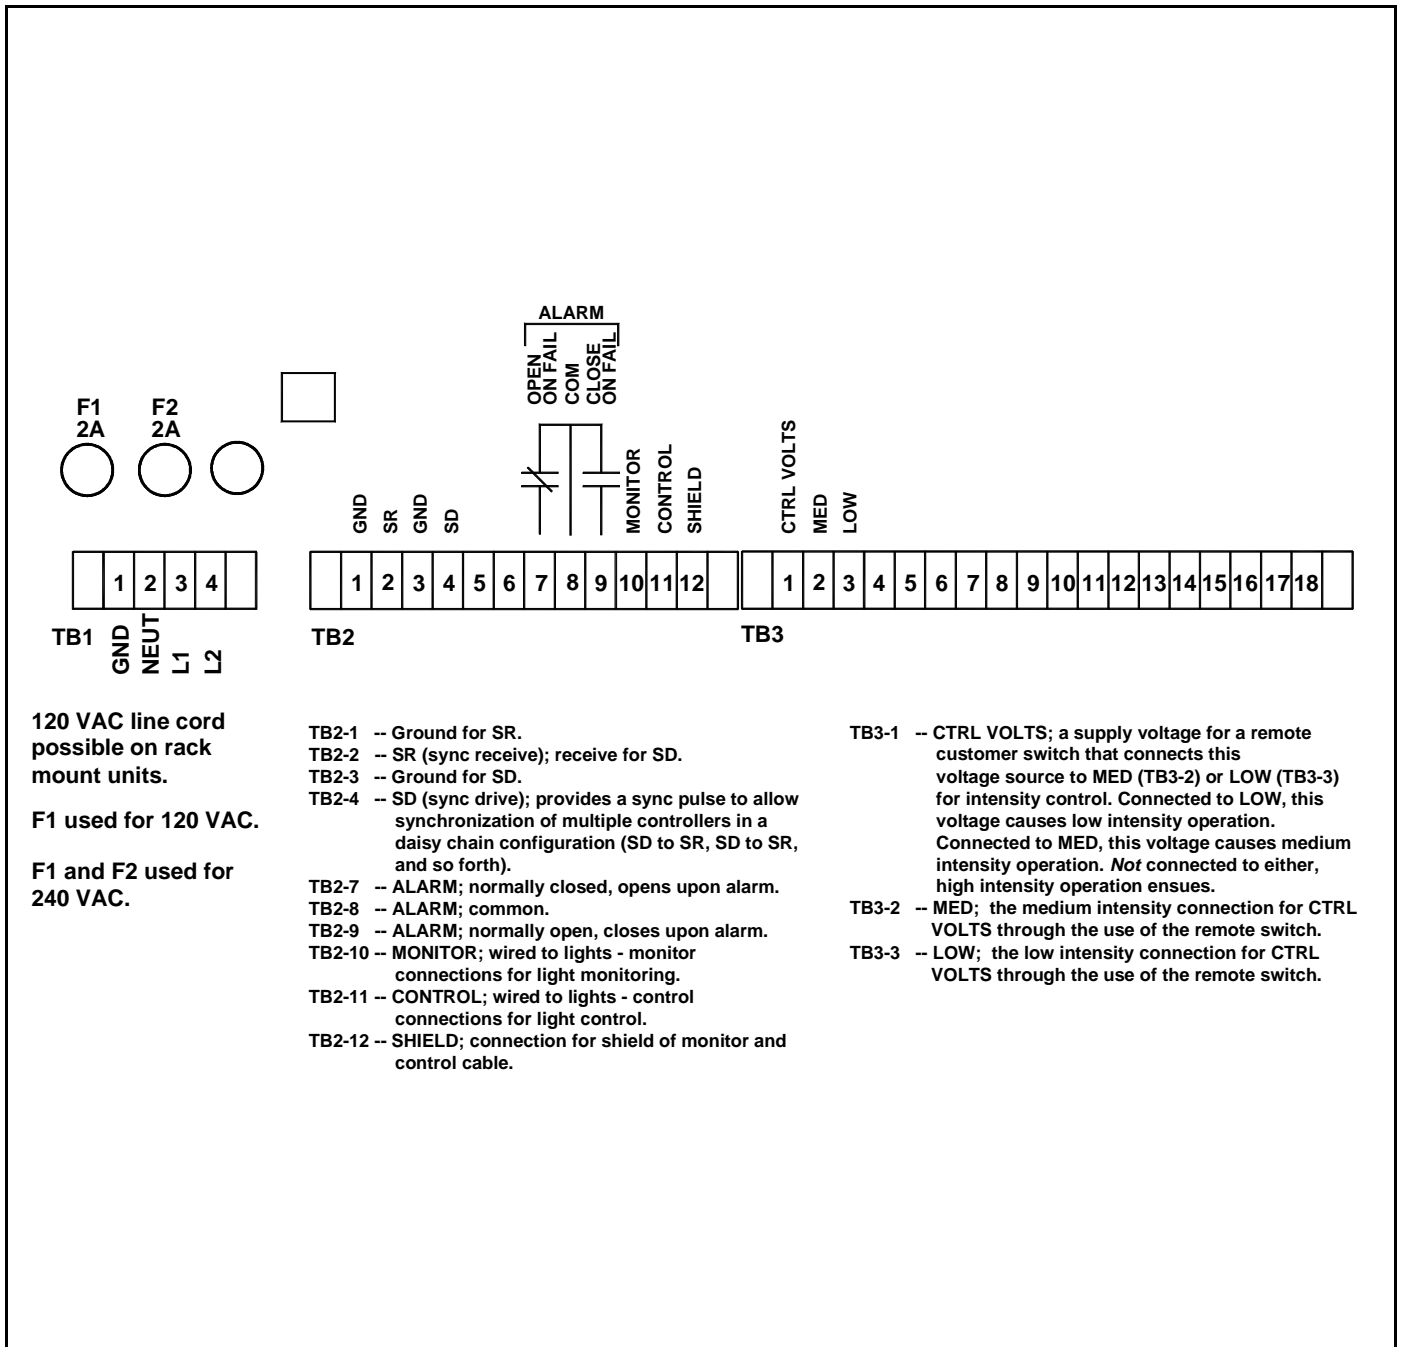 ALARM
OPEN
ON FAIL
COM
CLOSE
ON FAIL
F1
2A
F2
2A
GND
SR
GND
SD
MONITOR
CONTROL
SHIELD
CTRL VOLTS
MED
LOW
1 2 3 4
1 2 3 4 5 6 7 8 9 10 11 12
1 2 3 4 5 6 7 8 9 10 11 12 13 14 15 16 17 18
TB1
GND
NEUT
L1
L2
TB2
TB3
120 VAC line cord
possible on rack
mount units.
F1 used for 120 VAC.
F1 and F2 used for
240 VAC.
TB2-1 -- Ground for SR.
TB2-2 -- SR (sync receive); receive for SD.
TB2-3 -- Ground for SD.
TB2-4 -- SD (sync drive); provides a sync pulse to allow
synchronization of multiple controllers in a
daisy chain configuration (SD to SR, SD to SR,
and so forth).
TB2-7 -- ALARM; normally closed, opens upon alarm.
TB2-8 -- ALARM; common.
TB2-9 -- ALARM; normally open, closes upon alarm.
TB2-10 -- MONITOR; wired to lights - monitor
connections for light monitoring.
TB2-11 -- CONTROL; wired to lights - control
connections for light control.
TB2-12 -- SHIELD; connection for shield of monitor and
control cable.
TB3-1 -- CTRL VOLTS; a supply voltage for a remote
customer switch that connects this
voltage source to MED (TB3-2) or LOW (TB3-3)
for intensity control. Connected to LOW, this
voltage causes low intensity operation.
Connected to MED, this voltage causes medium
intensity operation. Not connected to either,
high intensity operation ensues.
TB3-2 -- MED; the medium intensity connection for CTRL
VOLTS through the use of the remote switch.
TB3-3 -- LOW; the low intensity connection for CTRL
VOLTS through the use of the remote switch.